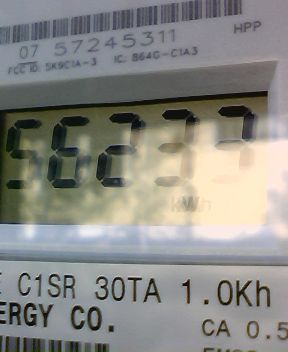 07 57245311
HPP
FCC ID: SK9C1A-3 IC: 864G-C1A3
56233
kWh
E C1SR 30TA 1.0Kh
ERGY CO.
CA 0.5